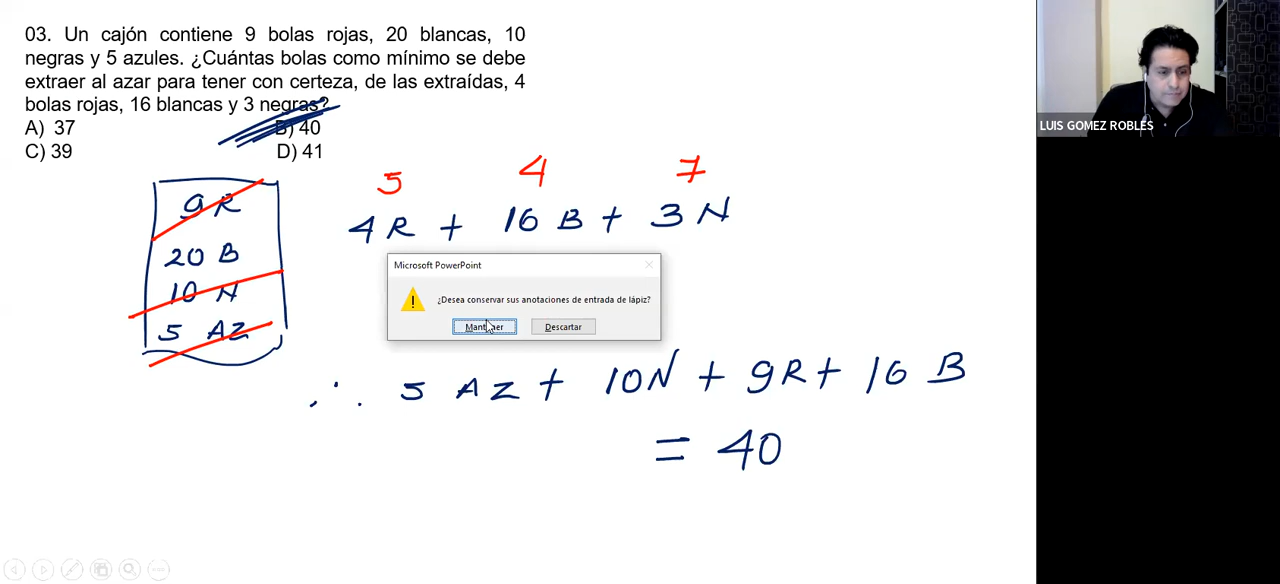 03. Un cajón contiene 9 bolas rojas, 20 blancas, 10
negras y 5 azules. ¿Cuántas bolas como mínimo se debe
extraer al azar para tener con certeza, de las extraídas, 4
bolas rojas, 16 blancas y 3 negras?
A) 37 B) 40
C) 39 D) 41
LUIS GOMEZ ROBLES
5 4 7
4R + 16 B + 3 N
9R
20 B
10 N
5 AZ
Microsoft PowerPoint
¿Desea conservar sus anotaciones de entrada de lápiz?
Mantener Descartar
∴ 5 AZ + 10N + 9R + 16 B
= 40